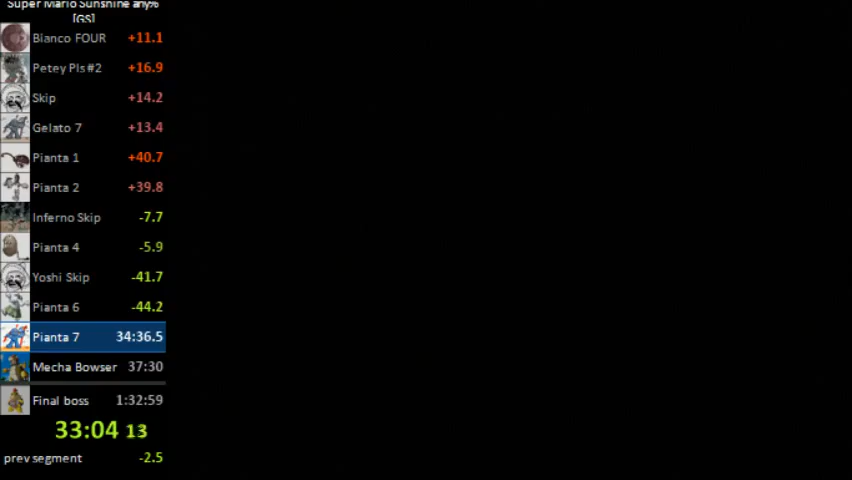 Super Mario Sunshine any%
[GS]
Bianco FOUR +11.1
Petey Pls #2 +16.9
Skip +14.2
Gelato 7 +13.4
Pianta 1 +40.7
Pianta 2 +39.8
Inferno Skip -7.7
Pianta 4 -5.9
Yoshi Skip -41.7
Pianta 6 -44.2
Pianta 7 34:36.5
Mecha Bowser 37:30
Final boss 1:32:59
33:04 13
prev segment -2.5